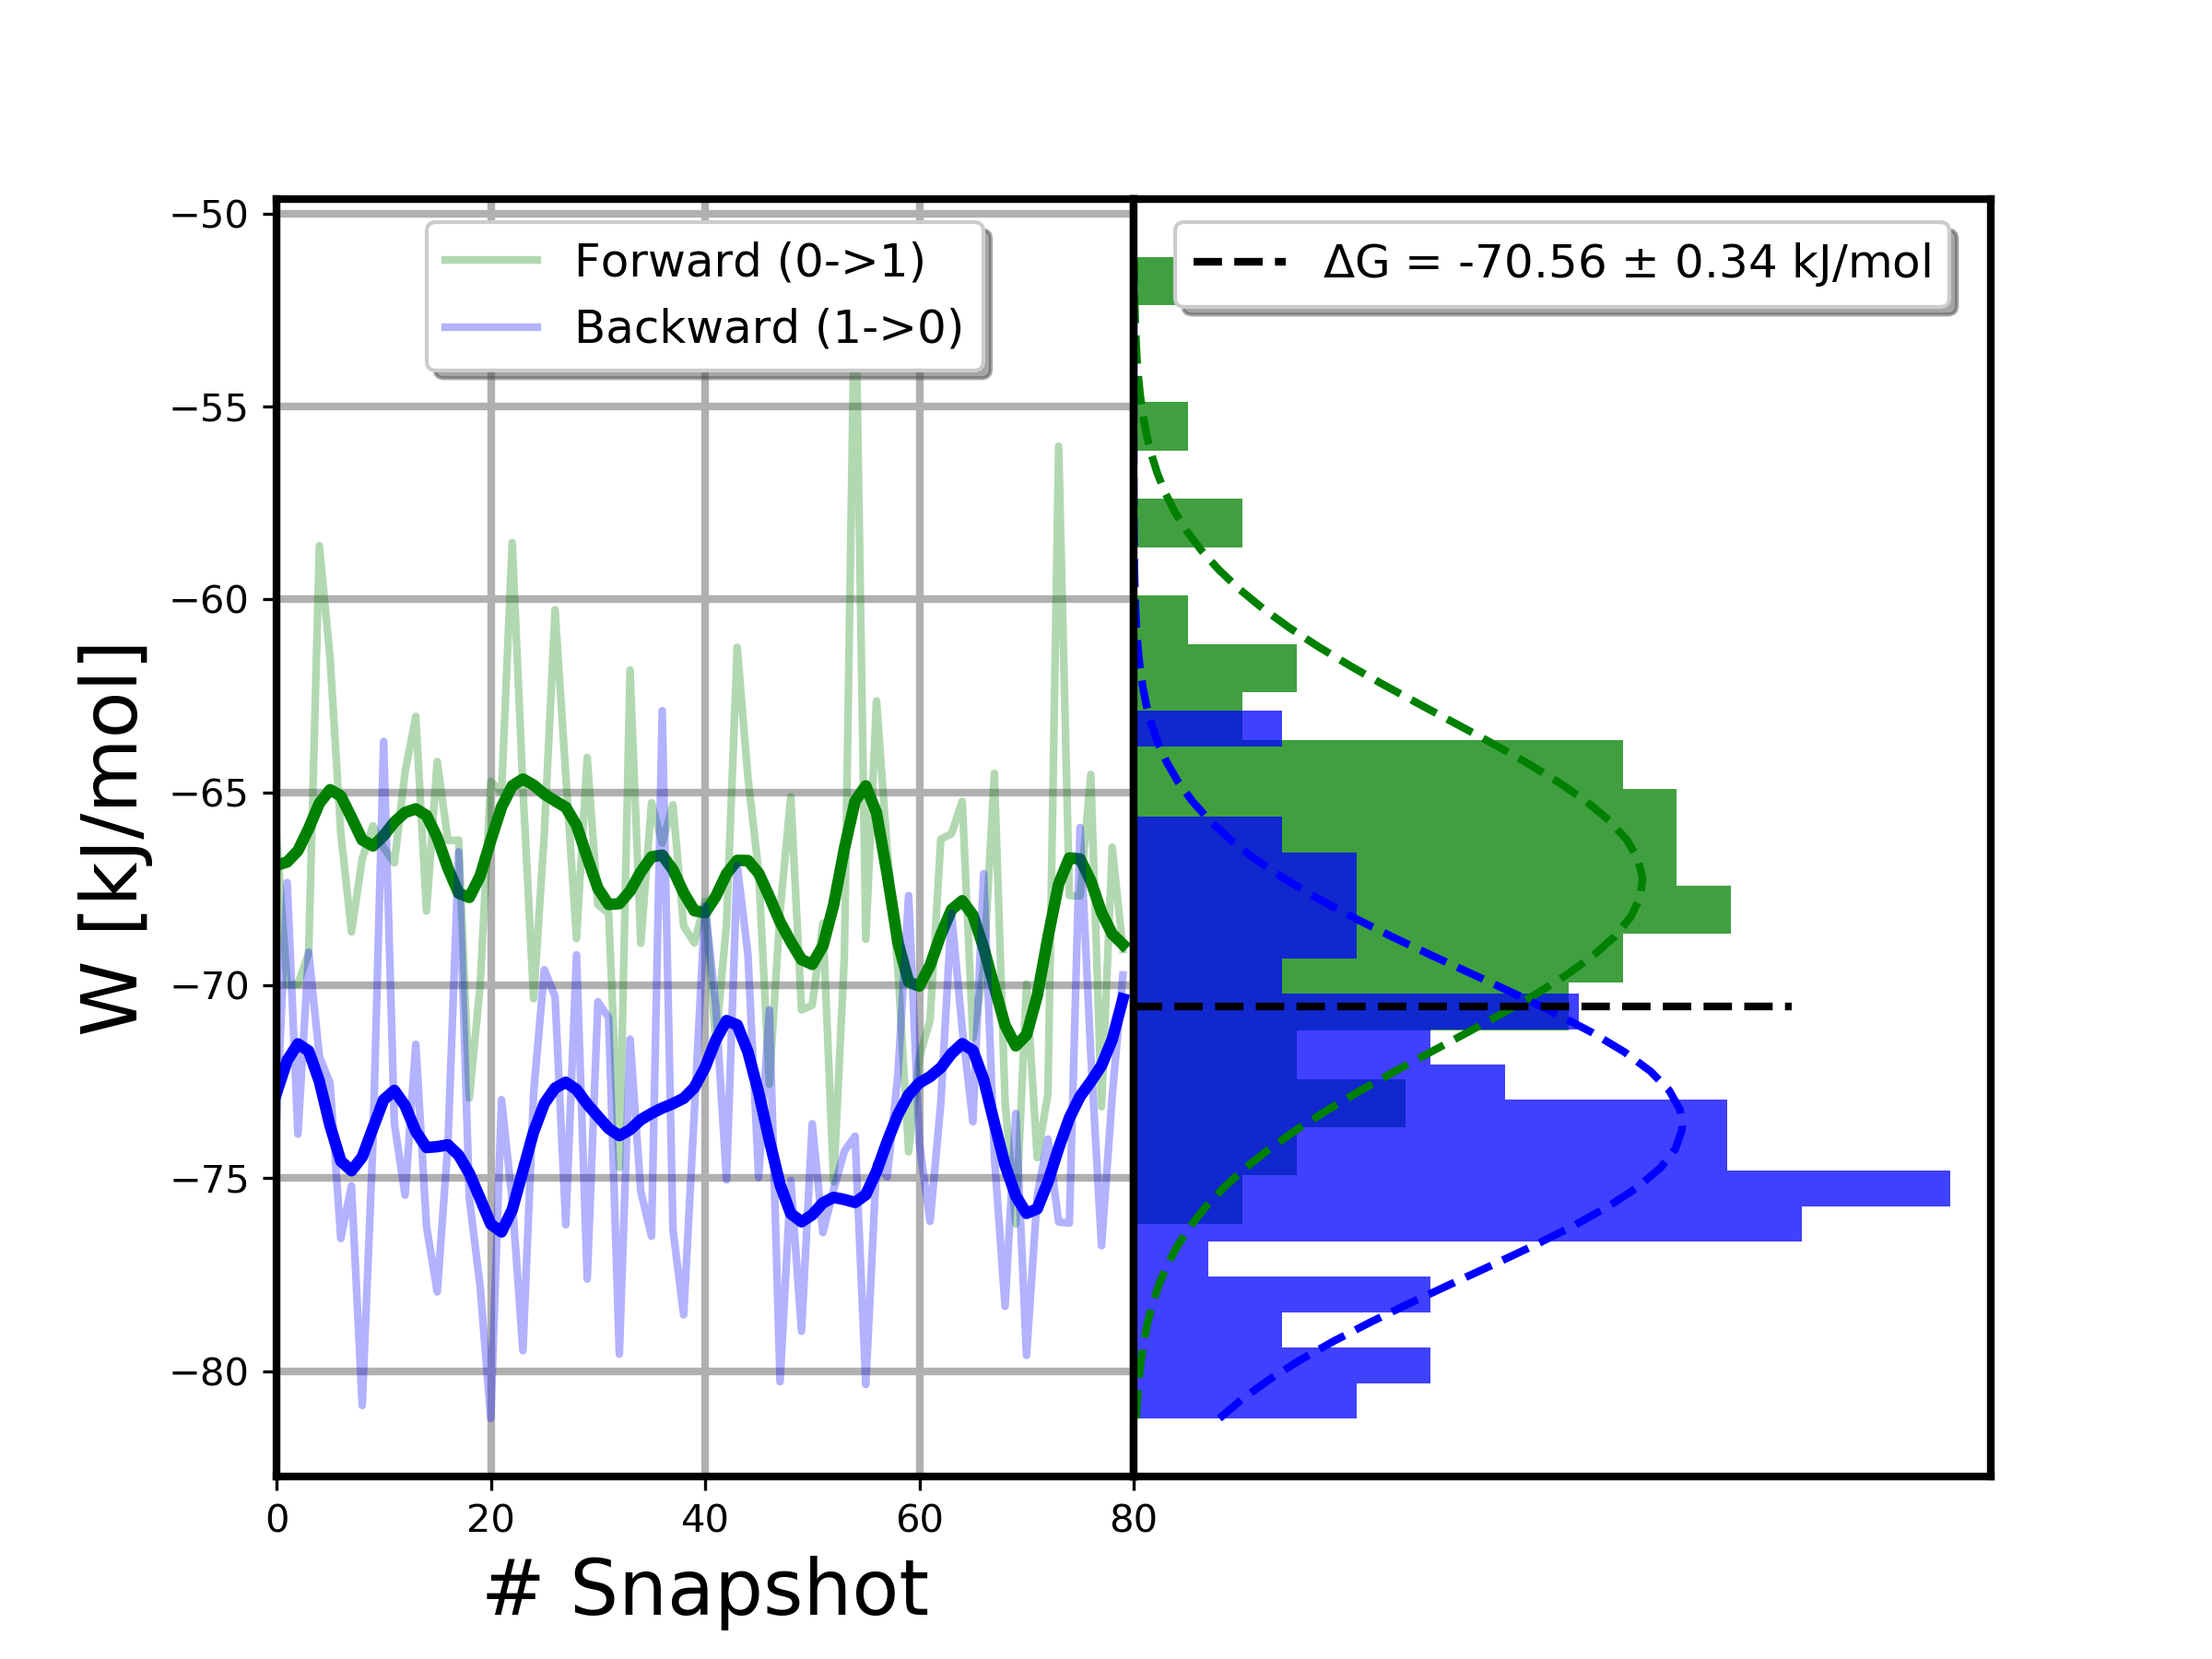 W [kJ/mol]
−50
−55
−60
−65
−70
−75
−80
Forward (0->1)
Backward (1->0)
ΔG = -70.56 ± 0.34 kJ/mol
0 20 40 60 80
# Snapshot